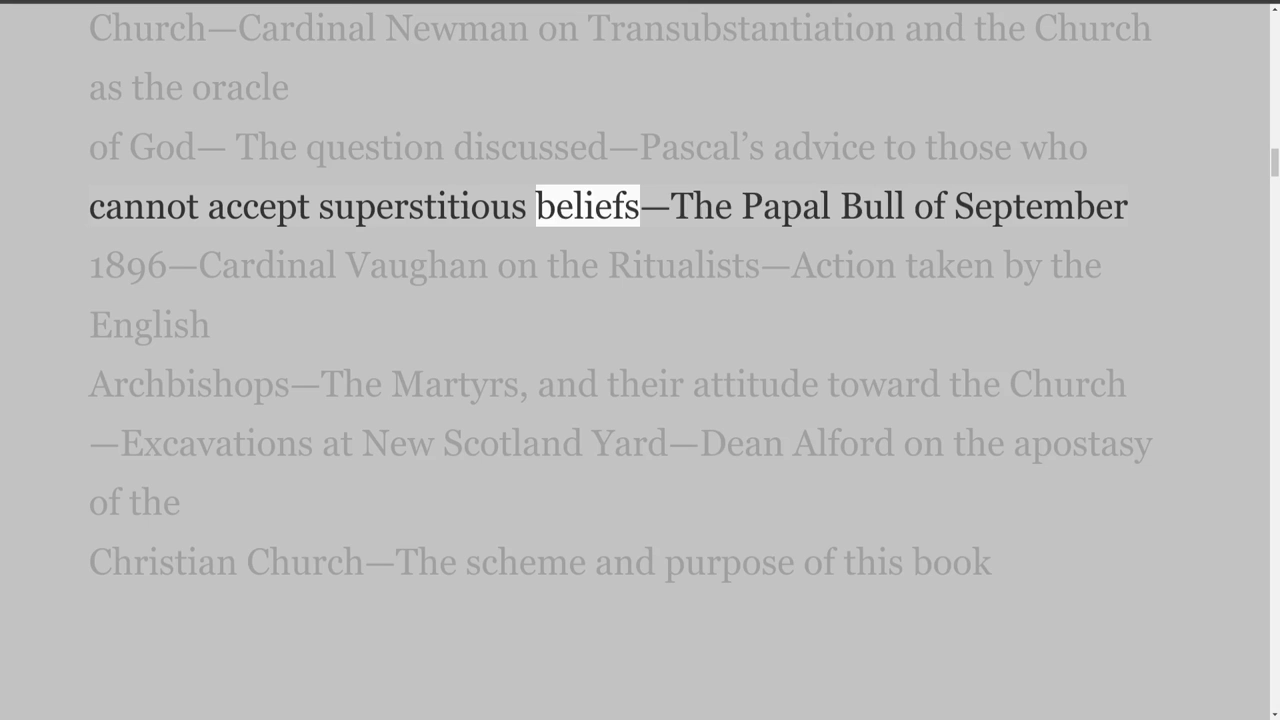 Church—Cardinal Newman on Transubstantiation and the Church
as the oracle
of God— The question discussed—Pascal’s advice to those who
cannot accept superstitious beliefs—The Papal Bull of September
1896—Cardinal Vaughan on the Ritualists—Action taken by the
English
Archbishops—The Martyrs, and their attitude toward the Church
—Excavations at New Scotland Yard—Dean Alford on the apostasy
of the
Christian Church—The scheme and purpose of this book